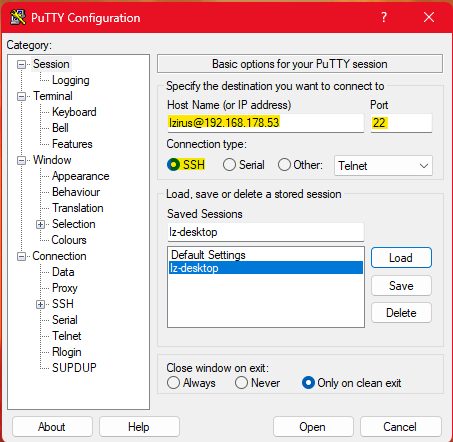 PuTTY Configuration
Category:
Session
Logging
Terminal
Keyboard
Bell
Features
Window
Appearance
Behaviour
Translation
Selection
Colours
Connection
Data
Proxy
SSH
Serial
Telnet
Rlogin
SUPDUP
Basic options for your PuTTY session
Specify the destination you want to connect to
Host Name (or IP address) Port
lzirus@192.168.178.53 22
Connection type:
SSH Serial Other: Telnet
Load, save or delete a stored session
Saved Sessions
lz-desktop
Default Settings
lz-desktop
Load
Save
Delete
Close window on exit:
Always Never Only on clean exit
About Help Open Cancel